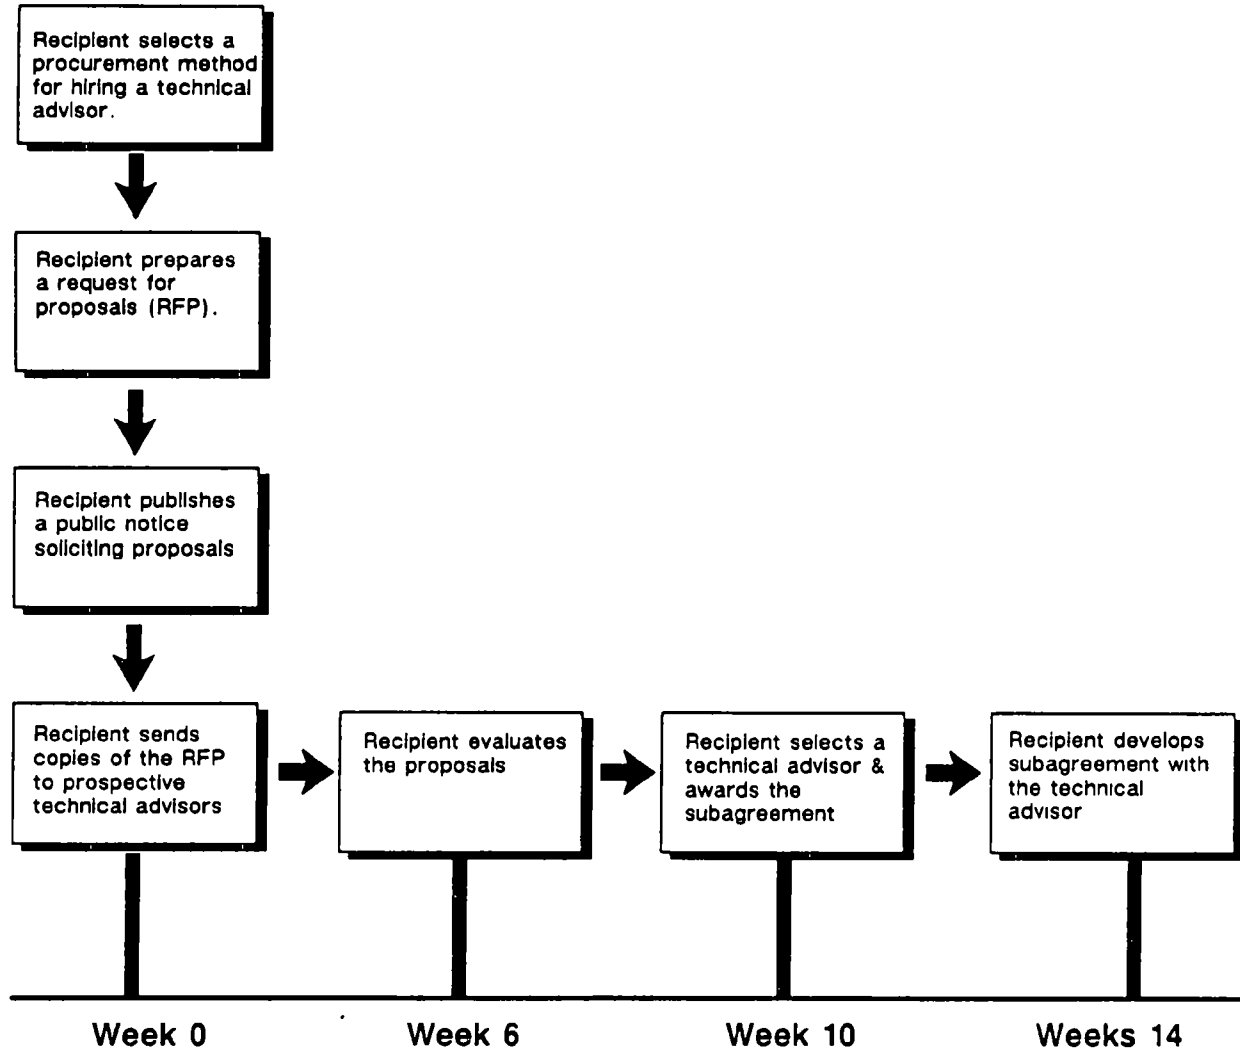 Recipient selects a
procurement method
for hiring a technical
advisor.
Recipient prepares
a request for
proposals (RFP).
Recipient publishes
a public notice
soliciting proposals
Recipient sends
copies of the RFP
to prospective
technical advisors
Recipient evaluates
the proposals
Recipient selects a
technical advisor &
awards the
subagreement
Recipient develops
subagreement with
the technical
advisor
Week 0
Week 6
Week 10
Weeks 14